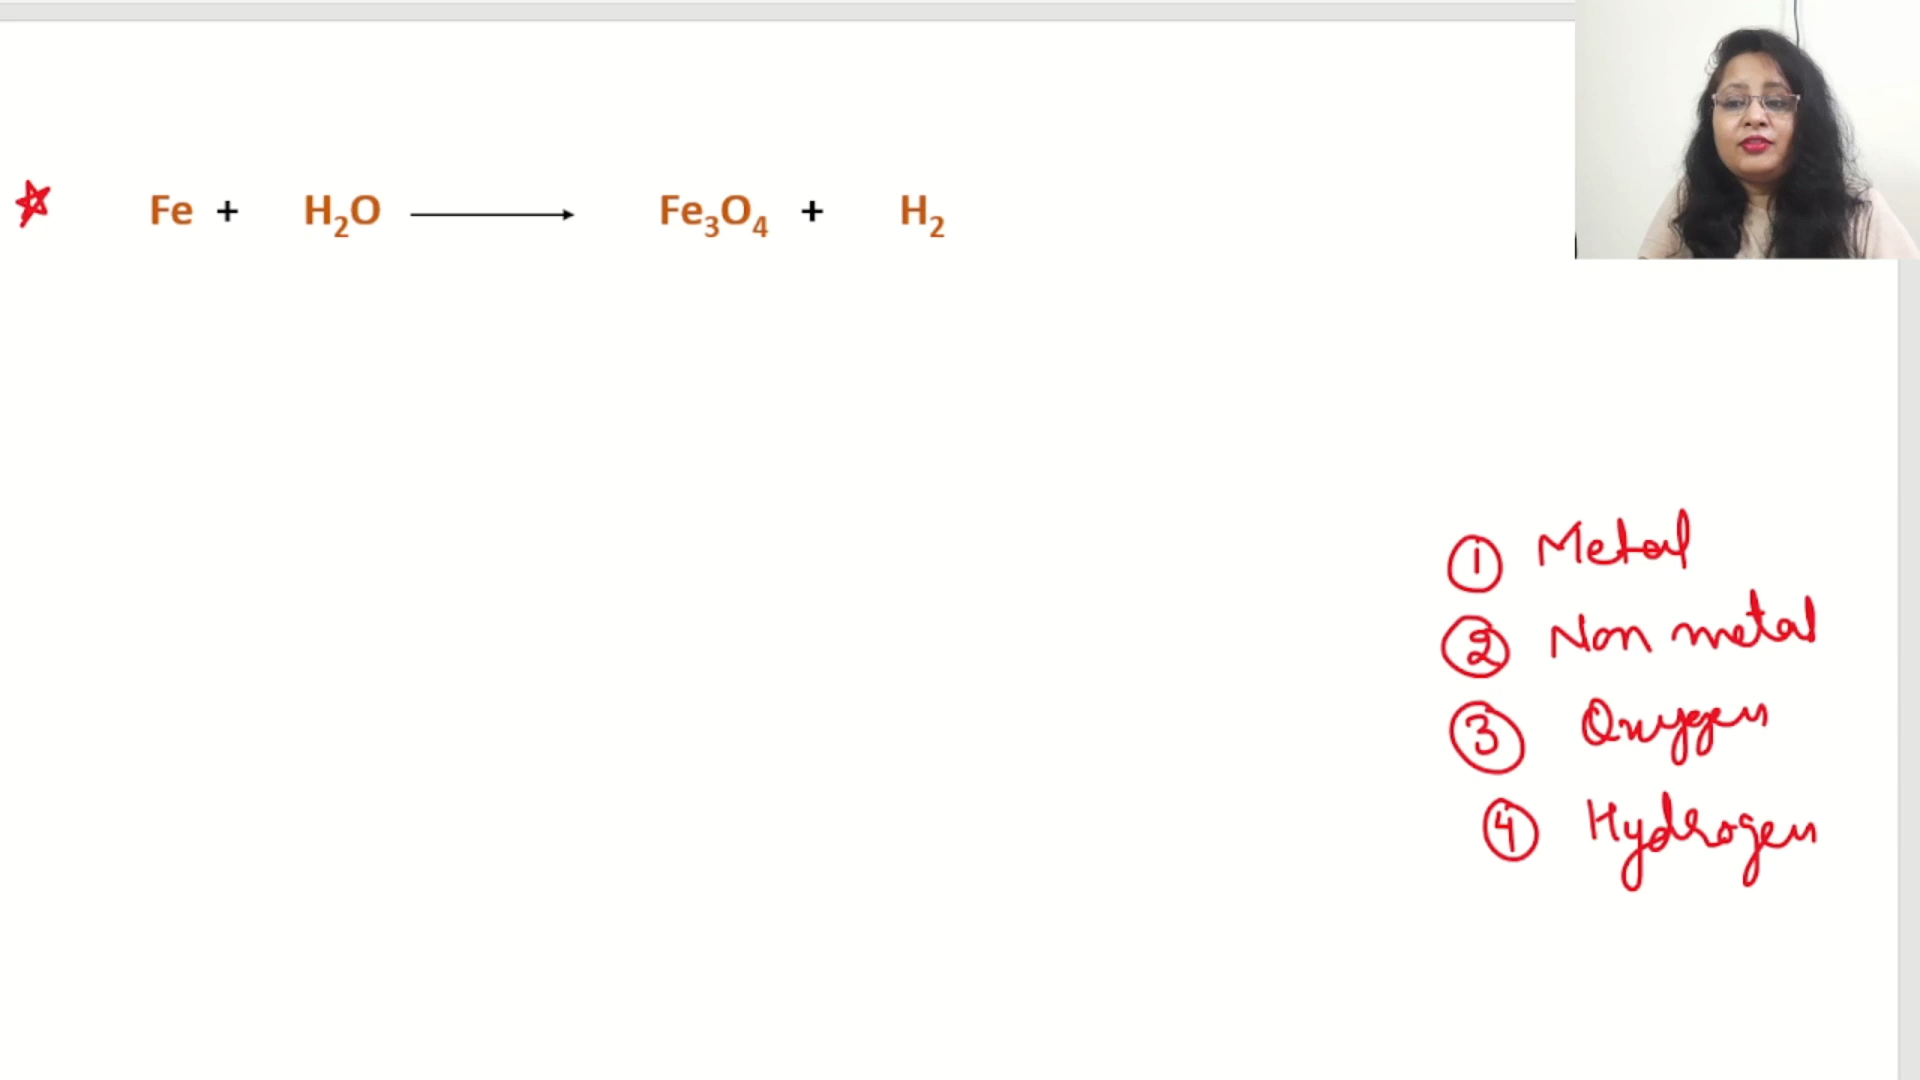 Fe + H₂O ⟶ Fe₃O₄ + H₂
① Metal
② Non metal
③ Oxygen
④ Hydrogen